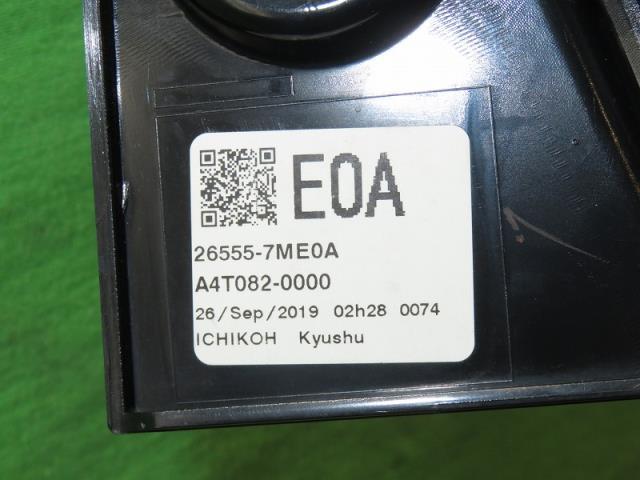 E0A
26555-7ME0A
A4T082-0000
26/Sep/2019 02h28 0074
ICHIKOH Kyushu